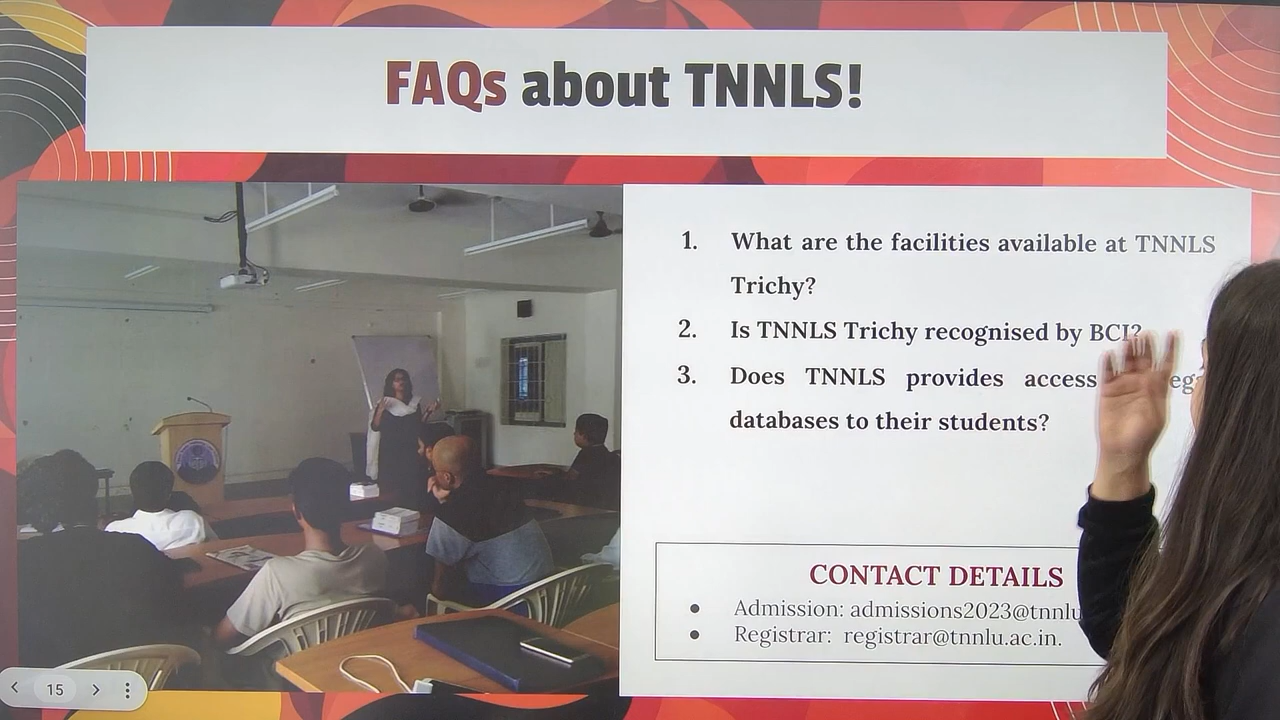 FAQs about TNNLS!
1. What are the facilities available at TNNLS
Trichy?
2. Is TNNLS Trichy recognised by BCI?
3. Does TNNLS provides access
databases to their students?
CONTACT DETAILS
• Admission: admissions2023@tnnlu
• Registrar: registrar@tnnlu.ac.in.
15